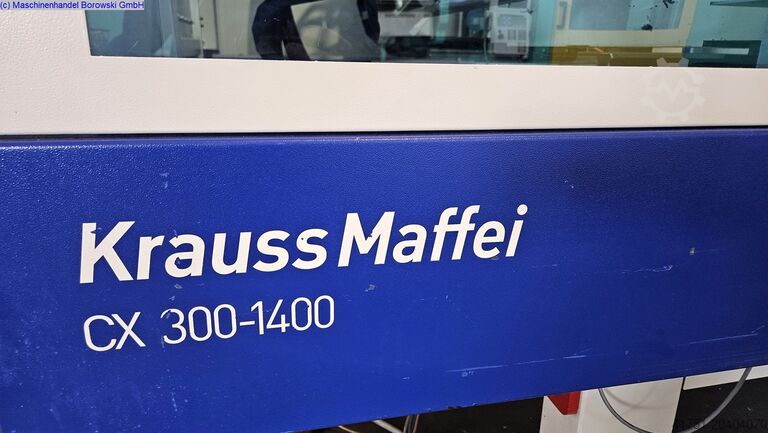 (c) Maschinenhandel Borowski GmbH
KraussMaffei
CX 300-1400